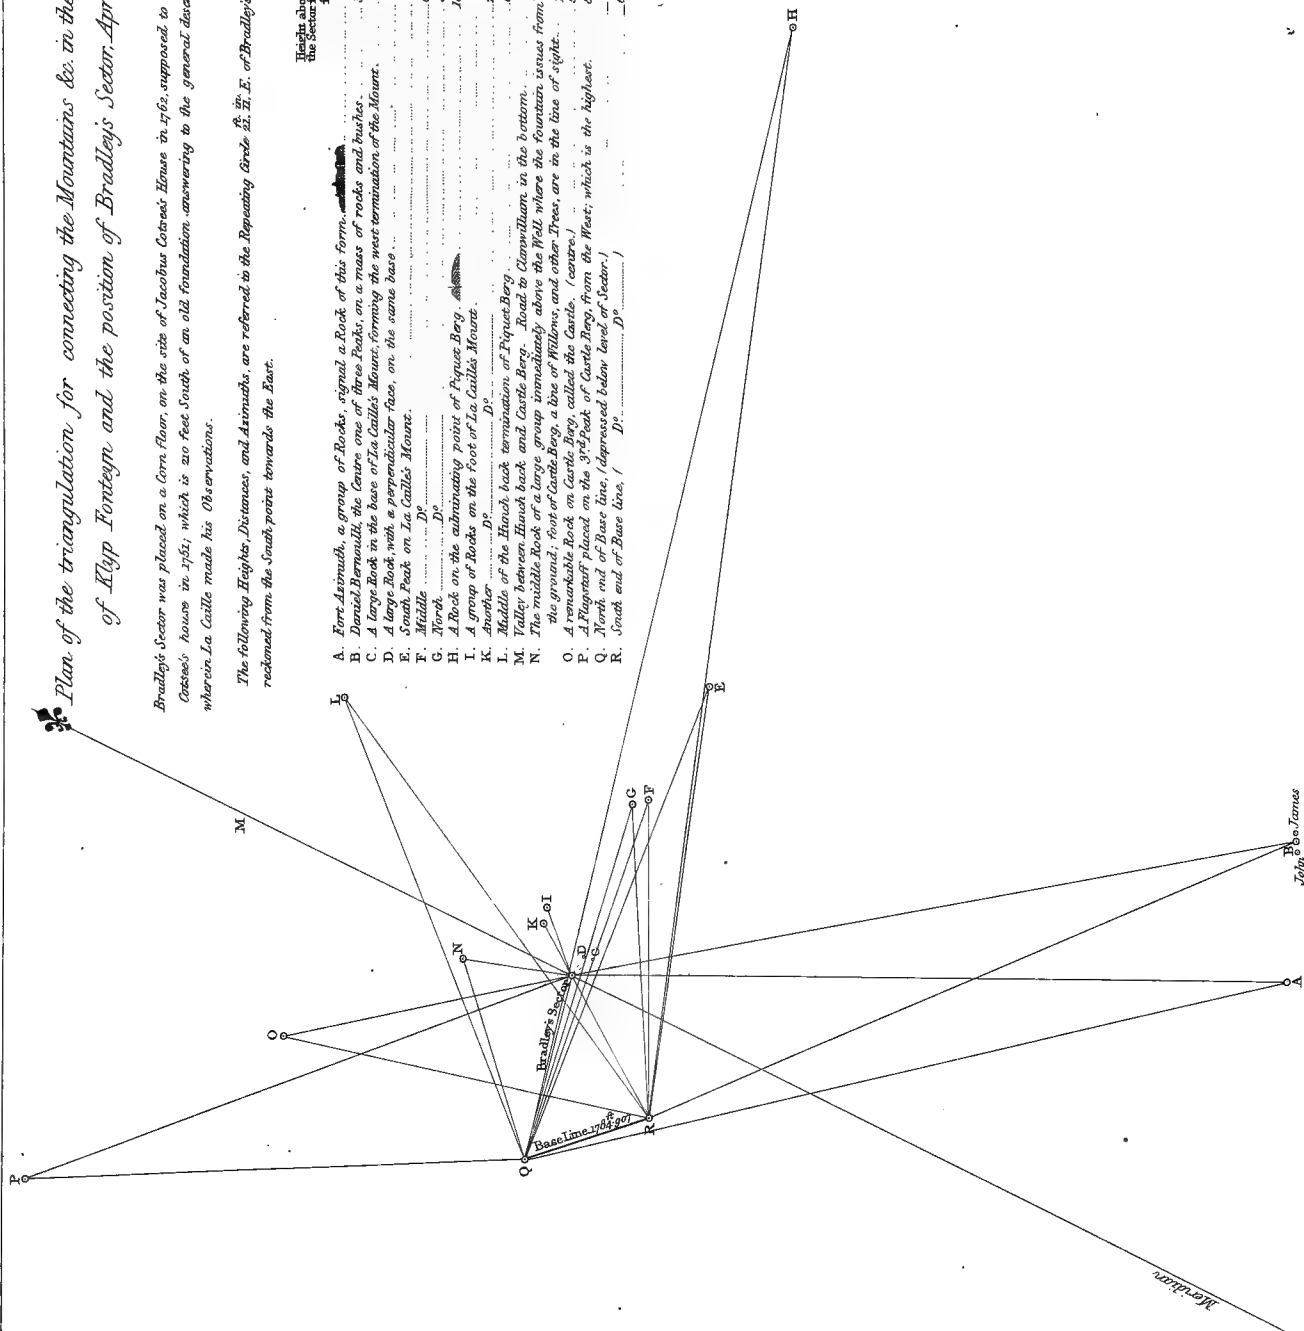 Plan of the triangulation for connecting the Mountains &c. in the
of Klyp Fonteyn and the position of Bradley's Sector, Apr
Bradley's Sector was placed on a Corn floor, on the site of Jacobus Cotsee's House in 1762, supposed to
Cotsee's house in 1752; which is 210 feet South of an old foundation answering to the general desc
wherein La Caille made his Observations.
The following Heights, Distances, and Azimuths, are referred to the Repeating Circle ft. in. E. of Bradley's
reckoned from the South point towards the East.
Height abo
the Sector
A. Fort Azimuth, a group of Rocks, signal a Rock of this form
B. Daniel Bernoulli, the Centre one of three Peaks, on a mass of rocks and bushes.
C. A large Rock in the base of La Caille's Mount, forming the west termination of the Mount.
D. A large Rock, with a perpendicular face, on the same base
E. South Peak on La Caille's Mount.
F. Middle Do
G. North Do
H. A Rock on the culminating point of Piquet Berg
I. A group of Rocks on the foot of La Caille's Mount.
K. Another Do Do
L. Middle of the Hunch back termination of Piquet Berg
M. Valley between Hunch back and Castle Berg. Road to Clanwilliam in the bottom.
N. The middle Rock of a large group immediately above the Well where the fountain issues from
the ground; foot of Castle Berg, a line of Willows, and other Trees, are in the line of sight.
O. A remarkable Rock on Castle Berg, called the Castle. (centre.)
P. A Flagstaff placed on the 3rd Peak of Castle Berg, from the West; which is the highest.
Q. North end of Base line, (depressed below level of Sector.)
R. South end of Base line, ( Do Do )
H
L
E
M
G
F
B James
John
K I
N
D
C
O
Bradley's Sector
A
Base Line 1784.907 ft
R
Q
P
Meridian